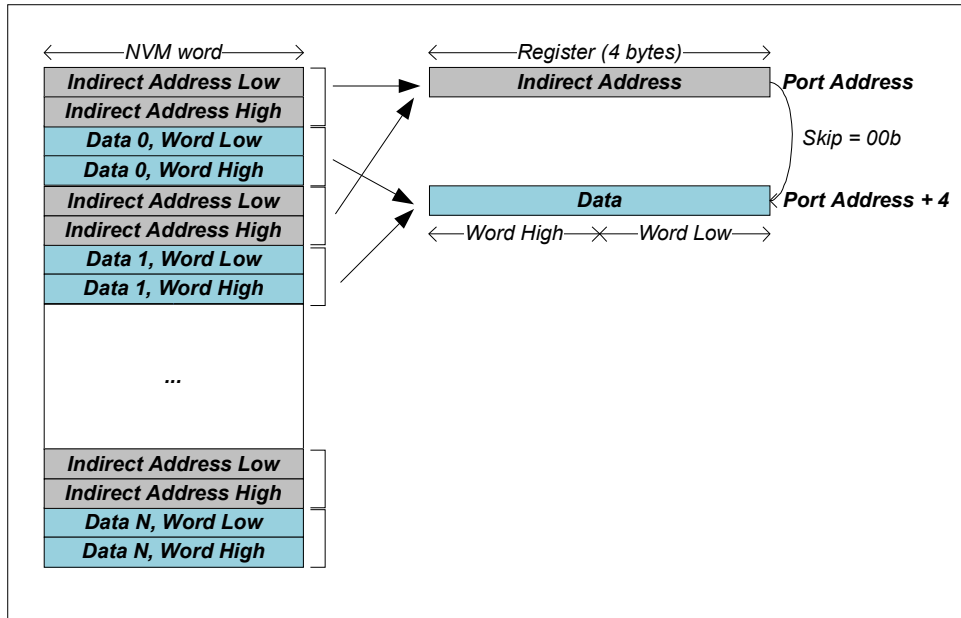 NVM word
Register (4 bytes)
Indirect Address Low
Indirect Address High
Data 0, Word Low
Data 0, Word High
Indirect Address Low
Indirect Address High
Data 1, Word Low
Data 1, Word High
...
Indirect Address Low
Indirect Address High
Data N, Word Low
Data N, Word High
Indirect Address
Port Address
Skip = 00b
Data
Port Address + 4
Word High
Word Low